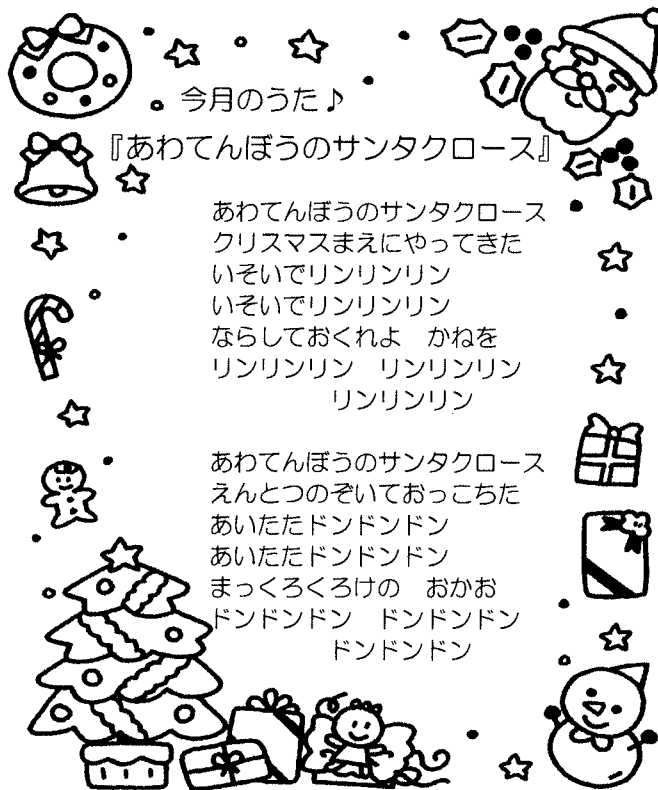 今月のうた♪
『あわてんぼうのサンタクロース』
あわてんぼうのサンタクロース
クリスマスまえにやってきた
いそいでリンリンリン
いそいでリンリンリン
ならしておくれよ　かねを
リンリンリン　リンリンリン
リンリンリン
あわてんぼうのサンタクロース
えんとつのぞいておっこちた
あいたたドンドンドン
あいたたドンドンドン
まっくろくろけの　おかお
ドンドンドン　ドンドンドン
ドンドンドン